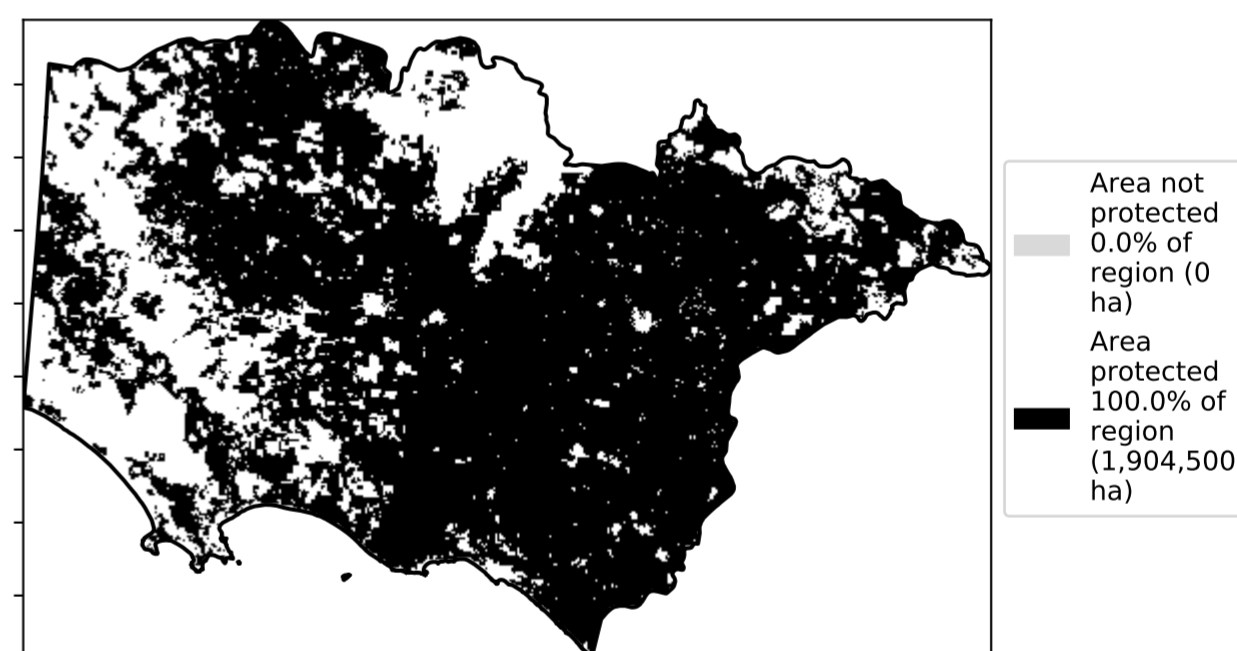 Area not
protected
0.0% of
region (0
ha)
Area
protected
100.0% of
region
(1,904,500
ha)